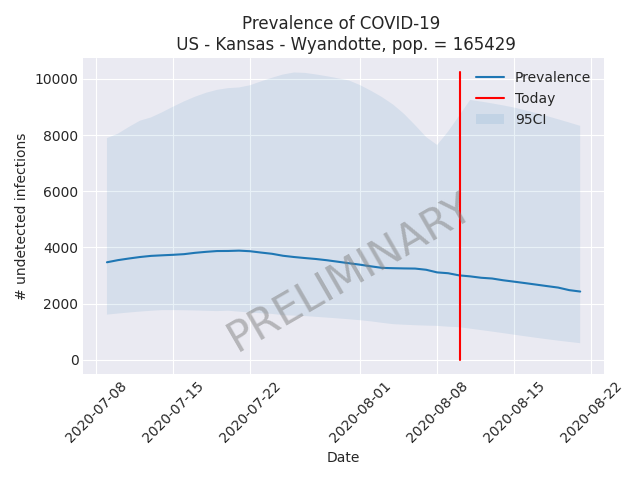 Prevalence of COVID-19
US - Kansas - Wyandotte, pop. = 165429
Prevalence
Today
95CI
10000
8000
6000
4000
2000
0
# undetected infections
PRELIMINARY
2020-07-08
2020-07-15
2020-07-22
2020-08-01
2020-08-08
2020-08-15
2020-08-22
Date